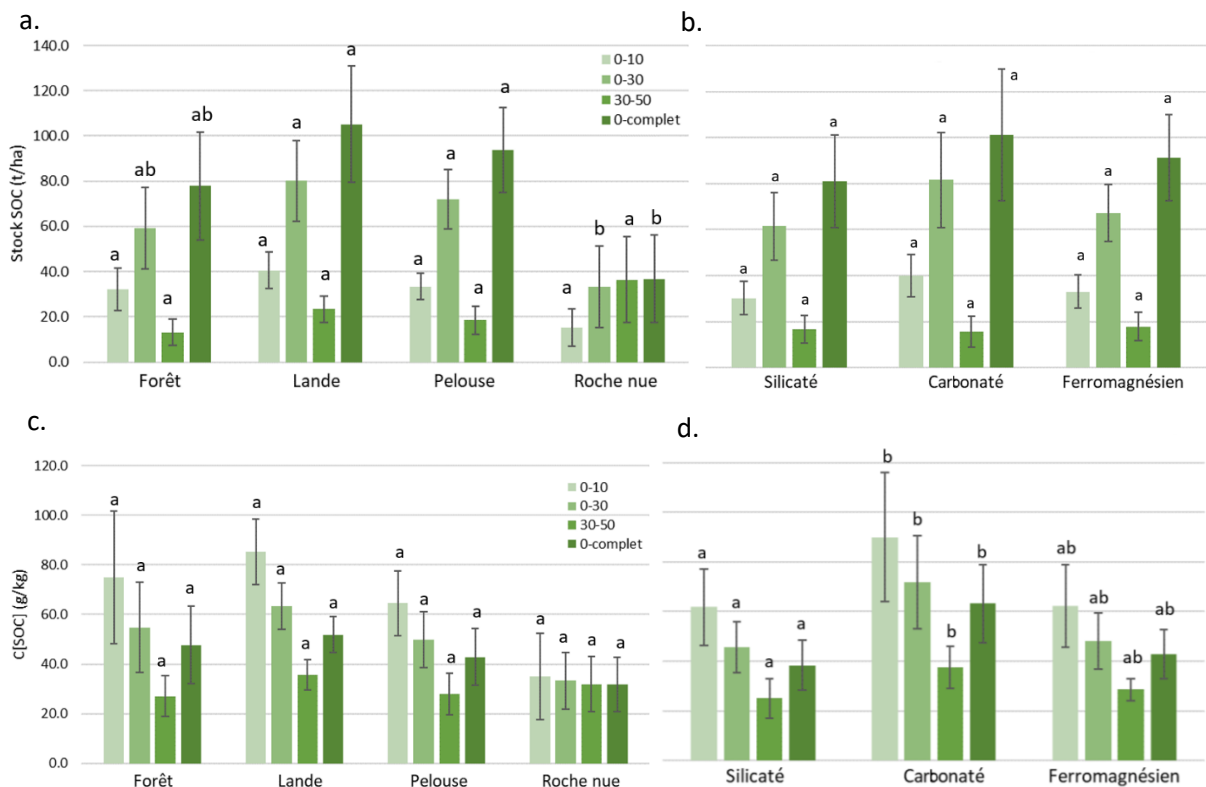 a.
Stock SOC (t/ha)
140.0
120.0
100.0
80.0
60.0
40.0
20.0
0.0
0-10
0-30
30-50
0-complet
a ab a ab
a a a a
a a a a
a b a b
Forêt Lande Pelouse Roche nue
b.
a a a a
a a a a
a a a a
Silicaté Carbonaté Ferromagnésien
c.
C[SOC] (g/kg)
120.0
100.0
80.0
60.0
40.0
20.0
0.0
0-10
0-30
30-50
0-complet
a a a a
a a a a
a a a a
a a a a
Forêt Lande Pelouse Roche nue
d.
a a a a
b b b b
ab ab ab ab
Silicaté Carbonaté Ferromagnésien